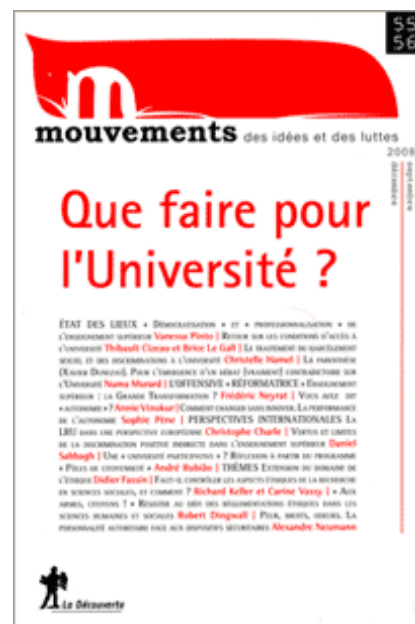 55
56
m
mouvements des idées et des luttes
2008
septembre
décembre
Que faire pour
l'Université ?
ÉTAT DES LIEUX « DÉMOCRATISATION » ET « PROFESSIONNALISATION » DE
L'ENSEIGNEMENT SUPÉRIEUR Vanessa Pinto | RETOUR SUR LES CONDITIONS D'ACCÈS À
L'UNIVERSITÉ Thibault Cizeau et Brice Le Gall | LE TRAITEMENT DU HARCÈLEMENT
SEXUEL ET DES DISCRIMINATIONS À L'UNIVERSITÉ Christelle Hamel | LA PARENTHÈSE
(XAVIER DUNEZAT). POUR L'ÉMERGENCE D'UN DÉBAT (VRAIMENT) CONTRADICTOIRE SUR
L'UNIVERSITÉ Numa Murard | L'OFFENSIVE « RÉFORMATRICE » ENSEIGNEMENT
SUPÉRIEUR : LA GRANDE TRANSFORMATION ? Frédéric Neyrat | VOUS AVEZ DIT
« AUTONOMIE » ? Annie Vinokur | COMMENT CHANGER SANS INNOVER. LA PERFORMANCE
DE L'AUTONOMIE Sophie Pène | PERSPECTIVES INTERNATIONALES LA
LRU DANS UNE PERSPECTIVE EUROPÉENNE Christophe Charle | VERTUS ET LIMITES
DE LA DISCRIMINATION POSITIVE INDIRECTE DANS L'ENSEIGNEMENT SUPÉRIEUR Daniel
Sabbagh | UNE « UNIVERSITÉ PARTICIPATIVE » ? RÉFLEXION À PARTIR DU PROGRAMME
« PÔLES DE CITOYENNETÉ » André Rubião | THÈMES EXTENSION DU DOMAINE DE
L'ÉTHIQUE Didier Fassin | FAUT-IL CONTRÔLER LES ASPECTS ÉTHIQUES DE LA RECHERCHE
EN SCIENCES SOCIALES, ET COMMENT ? Richard Keller et Carine Vassy | « AUX
ARMES, CITOYENS ! » RÉSISTER AU DÉFI DES RÉGLEMENTATIONS ÉTHIQUES DANS LES
SCIENCES HUMAINES ET SOCIALES Robert Dingwall | PEUR, BRUITS, ODEURS. LA
PERSONNALITÉ AUTORITAIRE FACE AUX DISPOSITIFS SÉCURITAIRES Alexandre Neumann
La Découverte